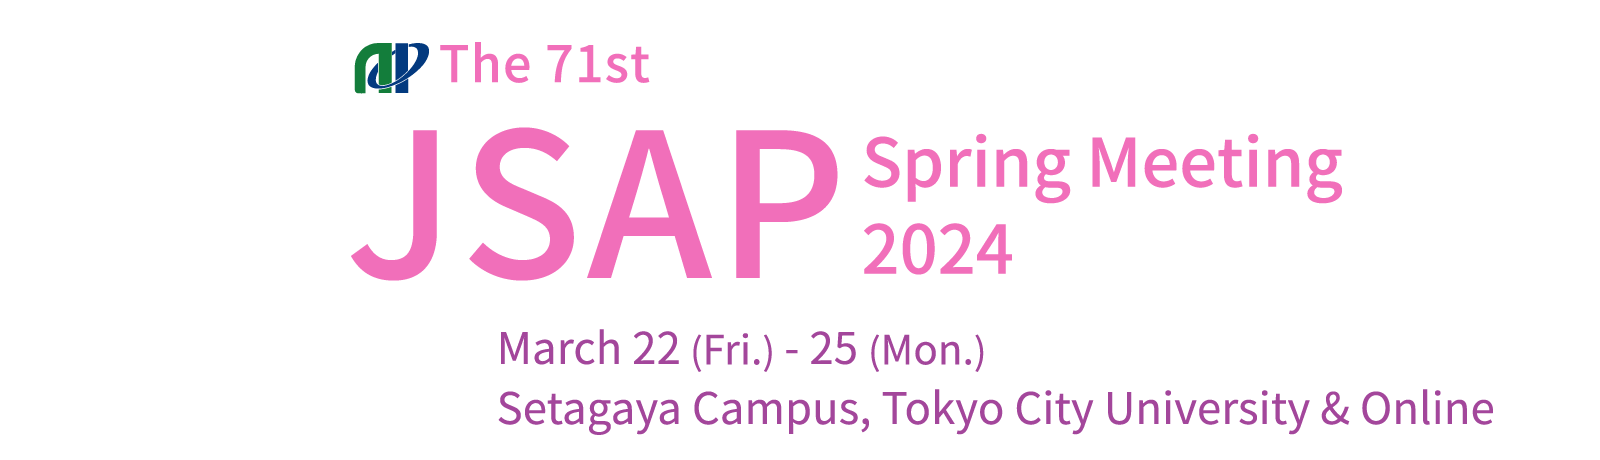 The 71st
JSAP Spring Meeting
2024
March 22 (Fri.) - 25 (Mon.)
Setagaya Campus, Tokyo City University & Online